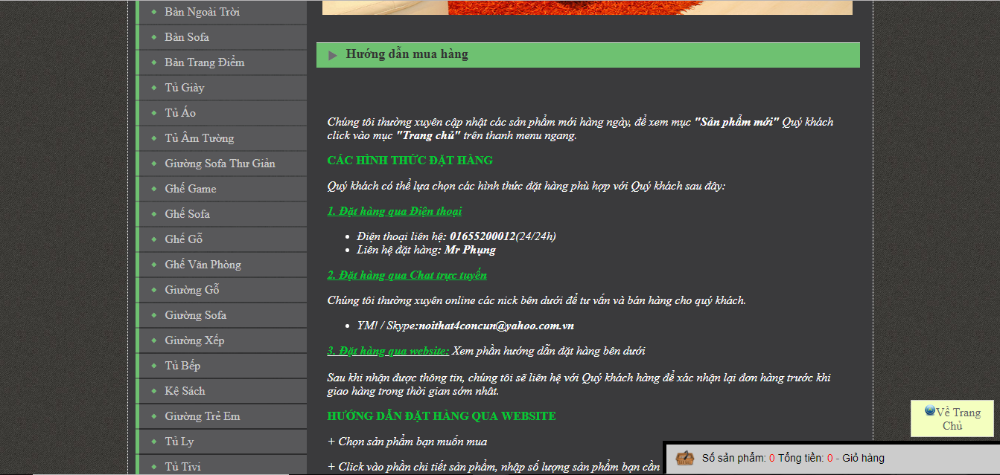 Bàn Ngoài Trời
Bàn Sofa
Bàn Trang Điểm
Tủ Giày
Tủ Áo
Tủ Âm Tường
Giường Sofa Thư Giản
Ghế Game
Ghế Sofa
Ghế Gỗ
Ghế Văn Phòng
Giường Gỗ
Giường Sofa
Giường Xếp
Tủ Bếp
Kệ Sách
Giường Trẻ Em
Tủ Ly
Tủ Tivi
Hướng dẫn mua hàng
Chúng tôi thường xuyên cập nhật các sản phẩm mới hàng ngày, để xem mục "Sản phẩm mới" Quý khách
click vào mục "Trang chủ" trên thanh menu ngang.
CÁC HÌNH THỨC ĐẶT HÀNG
Quý khách có thể lựa chọn các hình thức đặt hàng phù hợp với Quý khách sau đây:
1. Đặt hàng qua Điện thoại
Điện thoại liên hệ: 01655200012(24/24h)
Liên hệ đặt hàng: Mr Phụng
2. Đặt hàng qua Chat trực tuyến
Chúng tôi thường xuyên online các nick bên dưới để tư vấn và bán hàng cho quý khách.
YM! / Skype:noithat4concun@yahoo.com.vn
3. Đặt hàng qua website: Xem phần hướng dẫn đặt hàng bên dưới
Sau khi nhận được thông tin, chúng tôi sẽ liên hệ với Quý khách hàng để xác nhận lại đơn hàng trước khi
giao hàng trong thời gian sớm nhất.
HƯỚNG DẪN ĐẶT HÀNG QUA WEBSITE
+ Chọn sản phẩm bạn muốn mua
+ Click vào phần chi tiết sản phẩm, nhập số lượng sản phẩm bạn cần
Về Trang
Chủ
Số sản phẩm: 0 Tổng tiền: 0 - Giỏ hàng